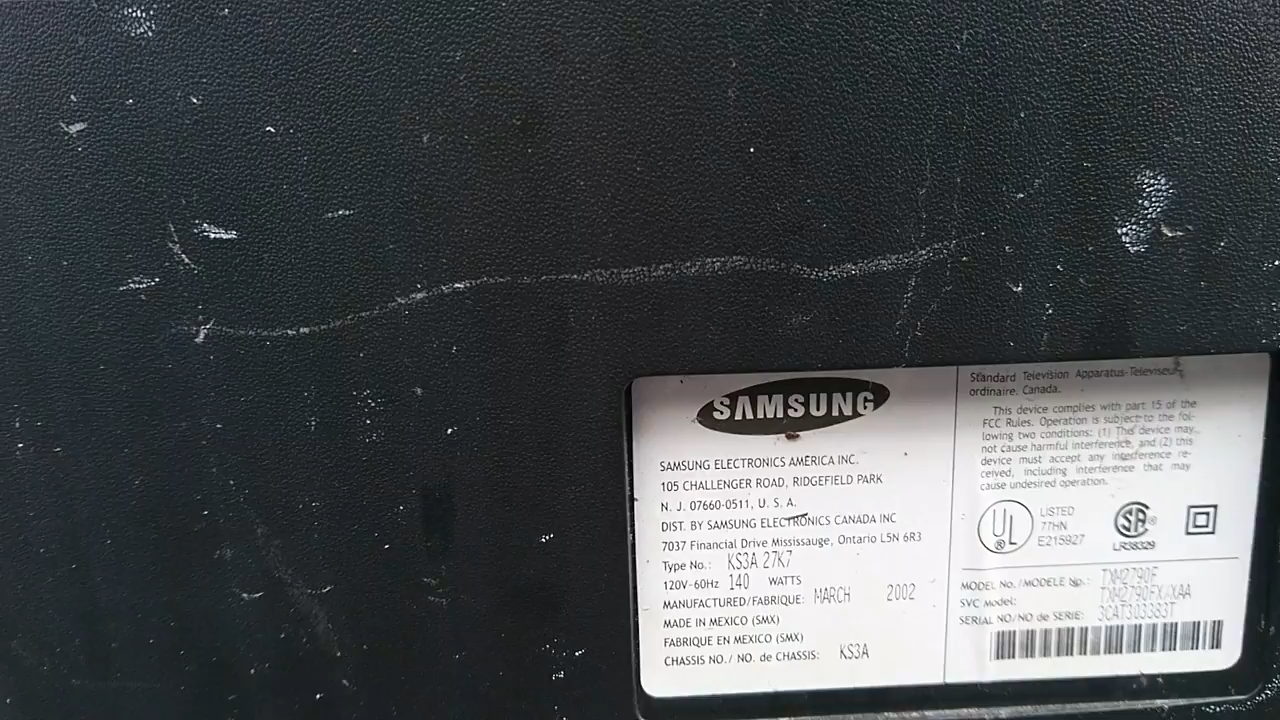 SAMSUNG
SAMSUNG ELECTRONICS AMERICA INC.
105 CHALLENGER ROAD, RIDGEFIELD PARK
N. J. 07660-0511, U. S. A.
DIST. BY SAMSUNG ELECTRONICS CANADA INC
7037 Financial Drive Mississauge, Ontario L5N 6R3
Type No.: KS3A 27K7
120V-60Hz 140 WATTS
MANUFACTURED/FABRIQUE: MARCH 2002
MADE IN MEXICO (SMX)
FABRIQUE EN MEXICO (SMX)
CHASSIS NO./ NO. de CHASSIS: KS3A
Standard Television Apparatus-Televiseur
ordinaire. Canada.
This device complies with part 15 of the
FCC Rules. Operation is subject to the fol-
lowing two conditions: (1) This device may
not cause harmful interference, and (2) this
device must accept any interference re-
ceived, including interference that may
cause undesired operation.
UL
LISTED
77HN
E215927
SA
LR38329
MODEL No./MODELE No.: TXM2790F
SVC Model: TXM2790FX/XAA
SERIAL NO/NO de SERIE: 3CAT303383T